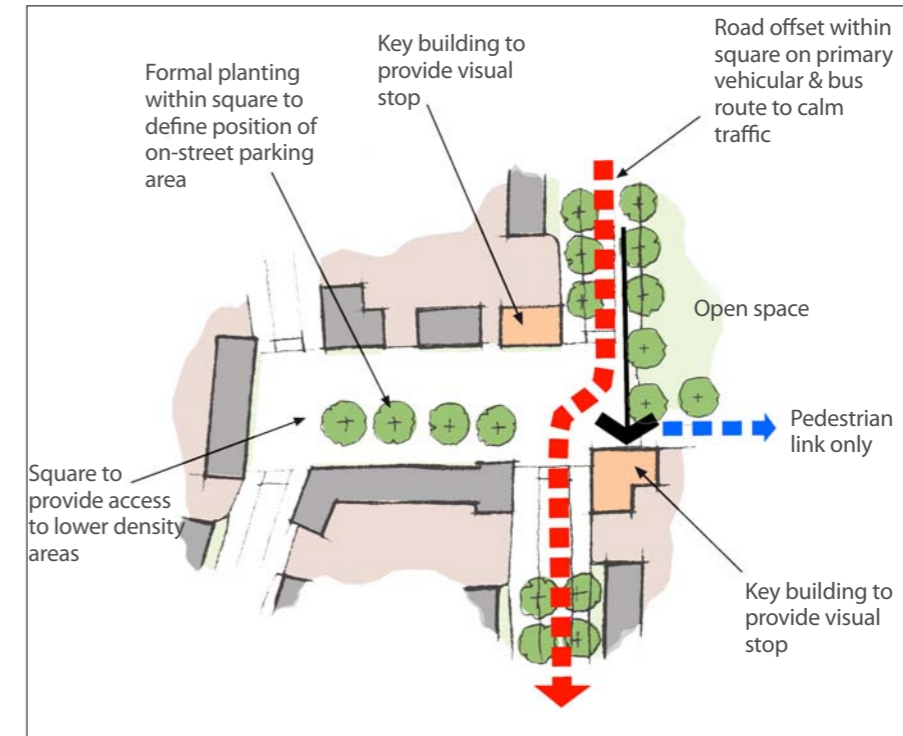 Formal planting
within square to
define position of
on-street parking
area
Key building to
provide visual
stop
Road offset within
square on primary
vehicular & bus
route to calm
traffic
Open space
Pedestrian
link only
Square to
provide access
to lower density
areas
Key building to
provide visual
stop